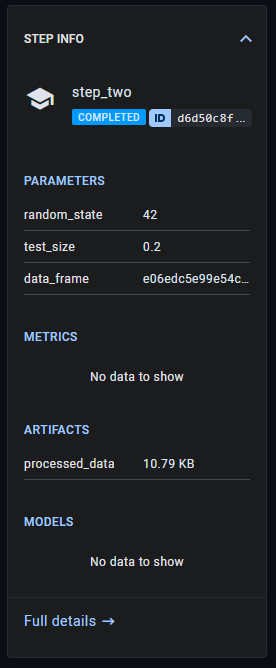 STEP INFO
step_two
COMPLETED ID d6d50c8f...
PARAMETERS
random_state 42
test_size 0.2
data_frame e06edc5e99e54c...
METRICS
No data to show
ARTIFACTS
processed_data 10.79 KB
MODELS
No data to show
Full details →